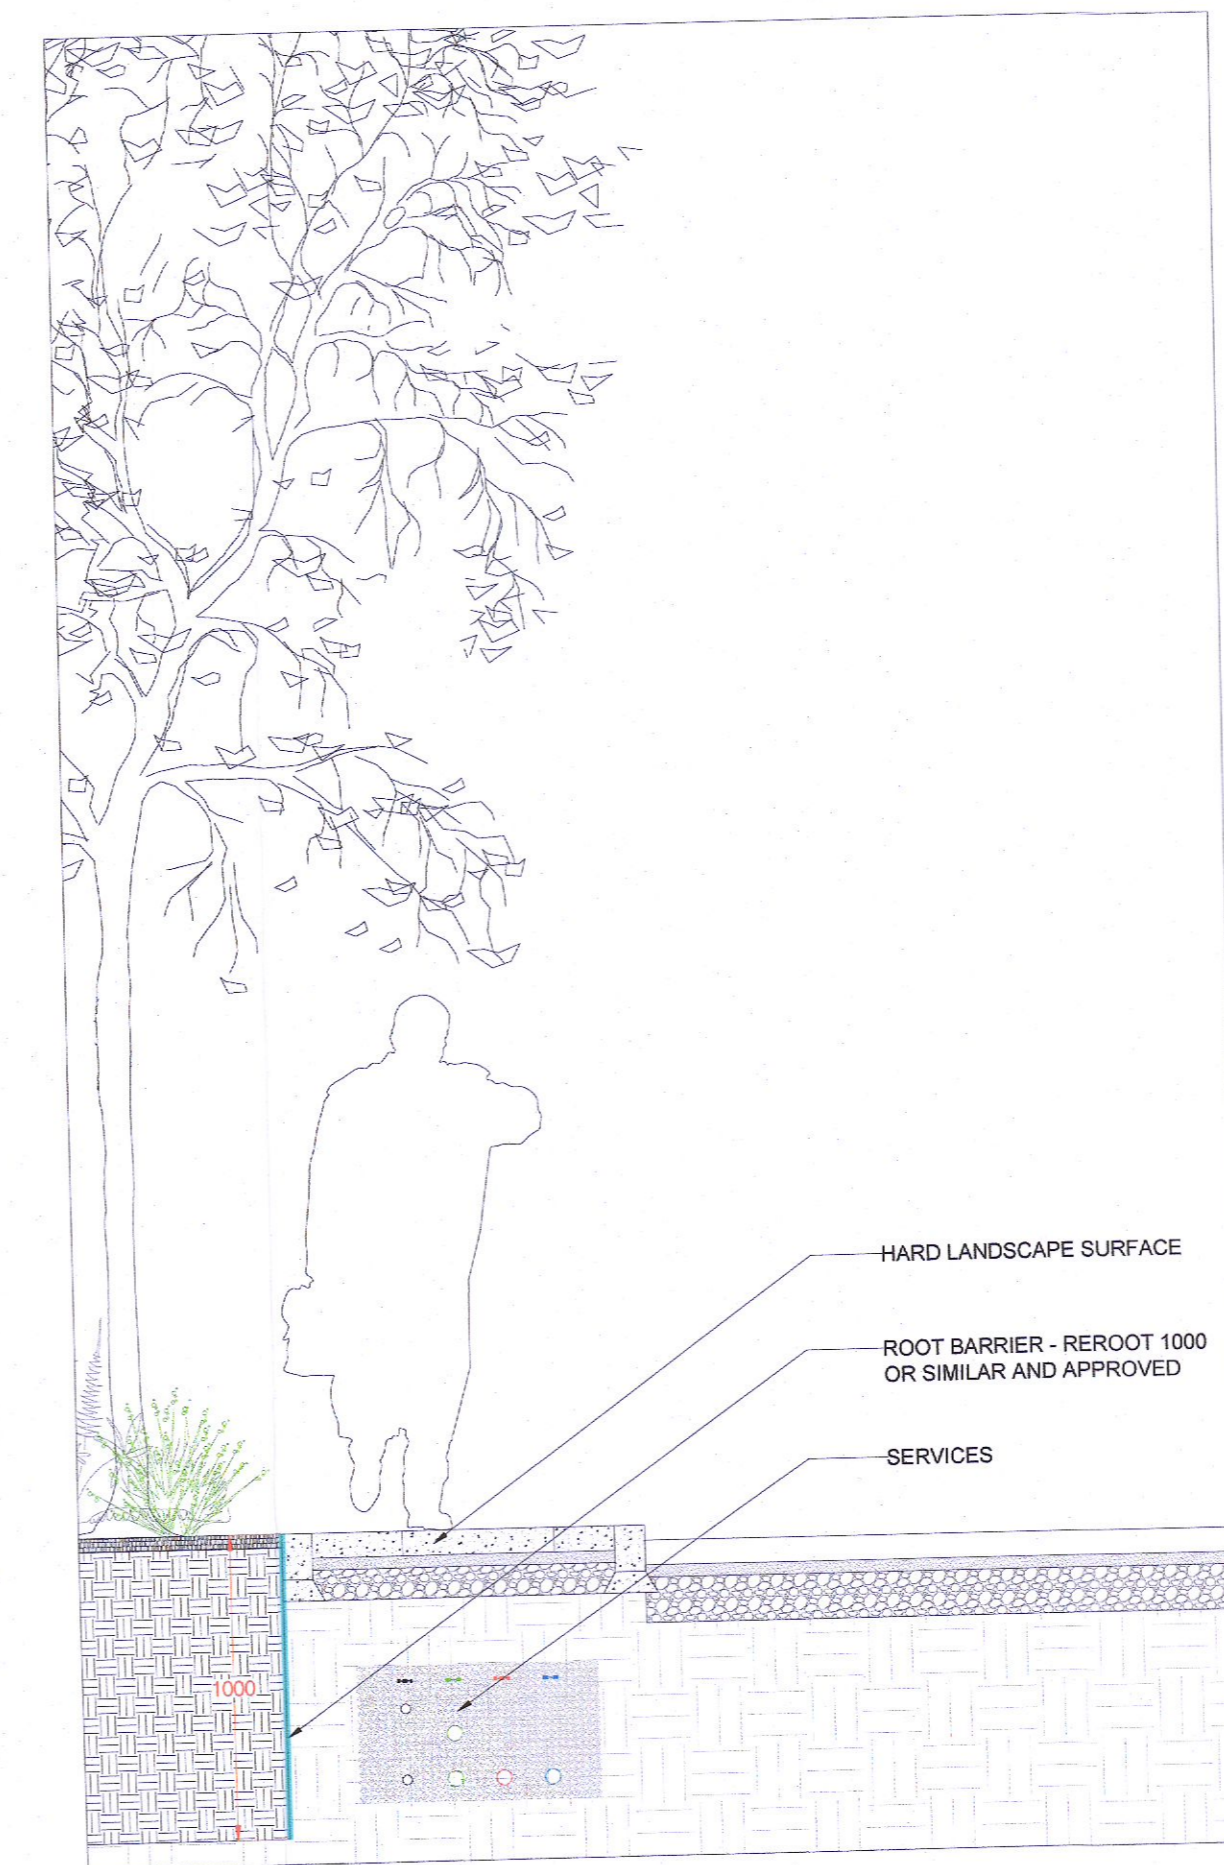 HARD LANDSCAPE SURFACE
ROOT BARRIER - REROOT 1000
OR SIMILAR AND APPROVED
SERVICES
1000